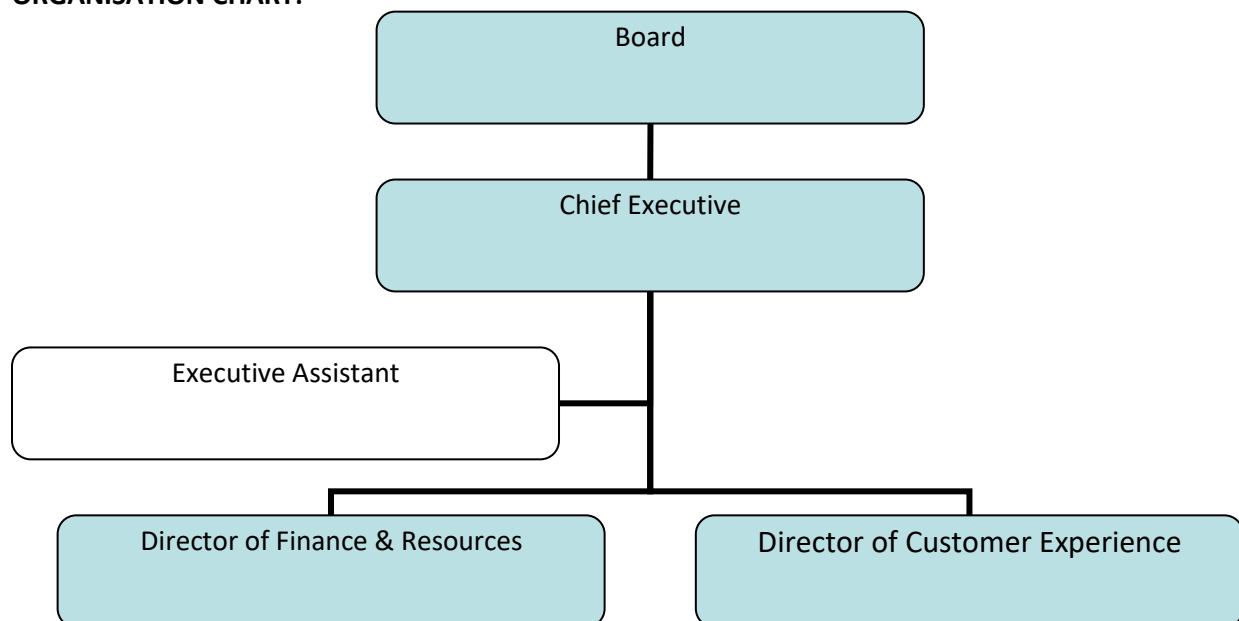 ORGANISATION CHART:
Board
Chief Executive
Executive Assistant
Director of Finance & Resources
Director of Customer Experience